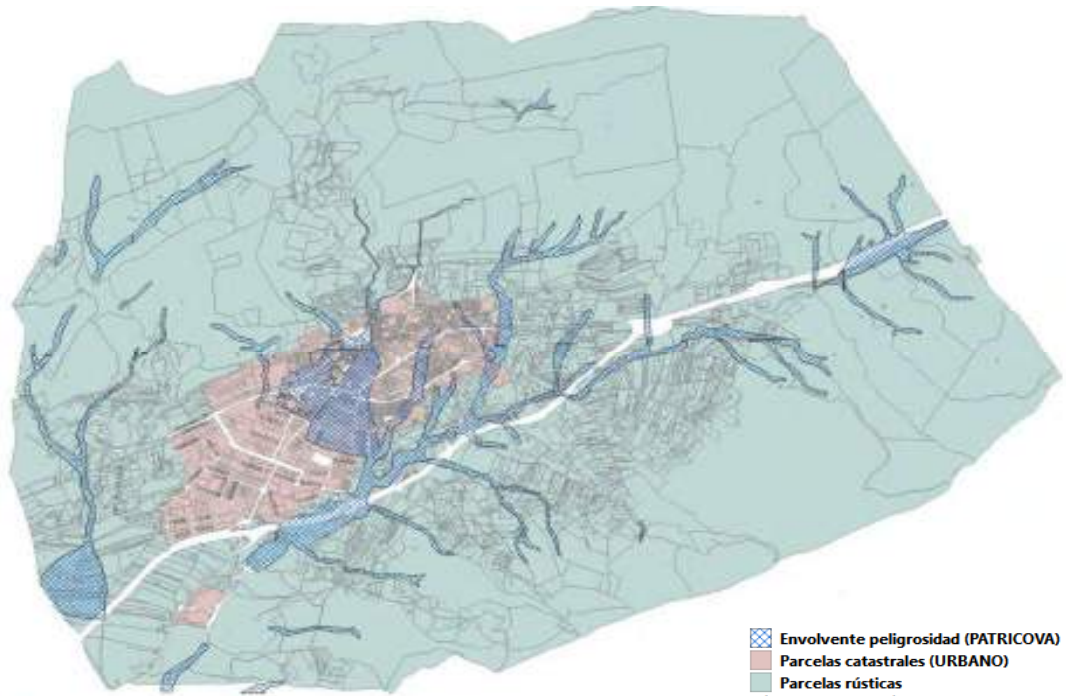 Envolvente peligrosidad (PATRICOVA)
Parcelas catastrales (URBANO)
Parcelas rústicas